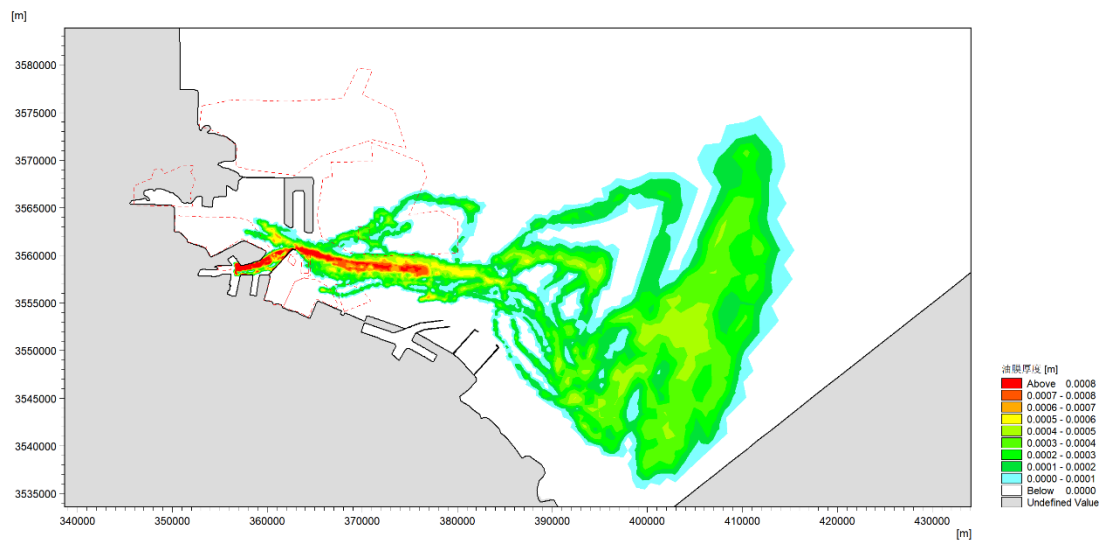 [m]
3580000
3575000
3570000
3565000
3560000
3555000
3550000
3545000
3540000
3535000
340000 350000 360000 370000 380000 390000 400000 410000 420000 430000
[m]
油膜厚度 [m]
Above 0.0008
0.0007 - 0.0008
0.0006 - 0.0007
0.0005 - 0.0006
0.0004 - 0.0005
0.0003 - 0.0004
0.0002 - 0.0003
0.0001 - 0.0002
0.0000 - 0.0001
Below 0.0000
Undefined Value